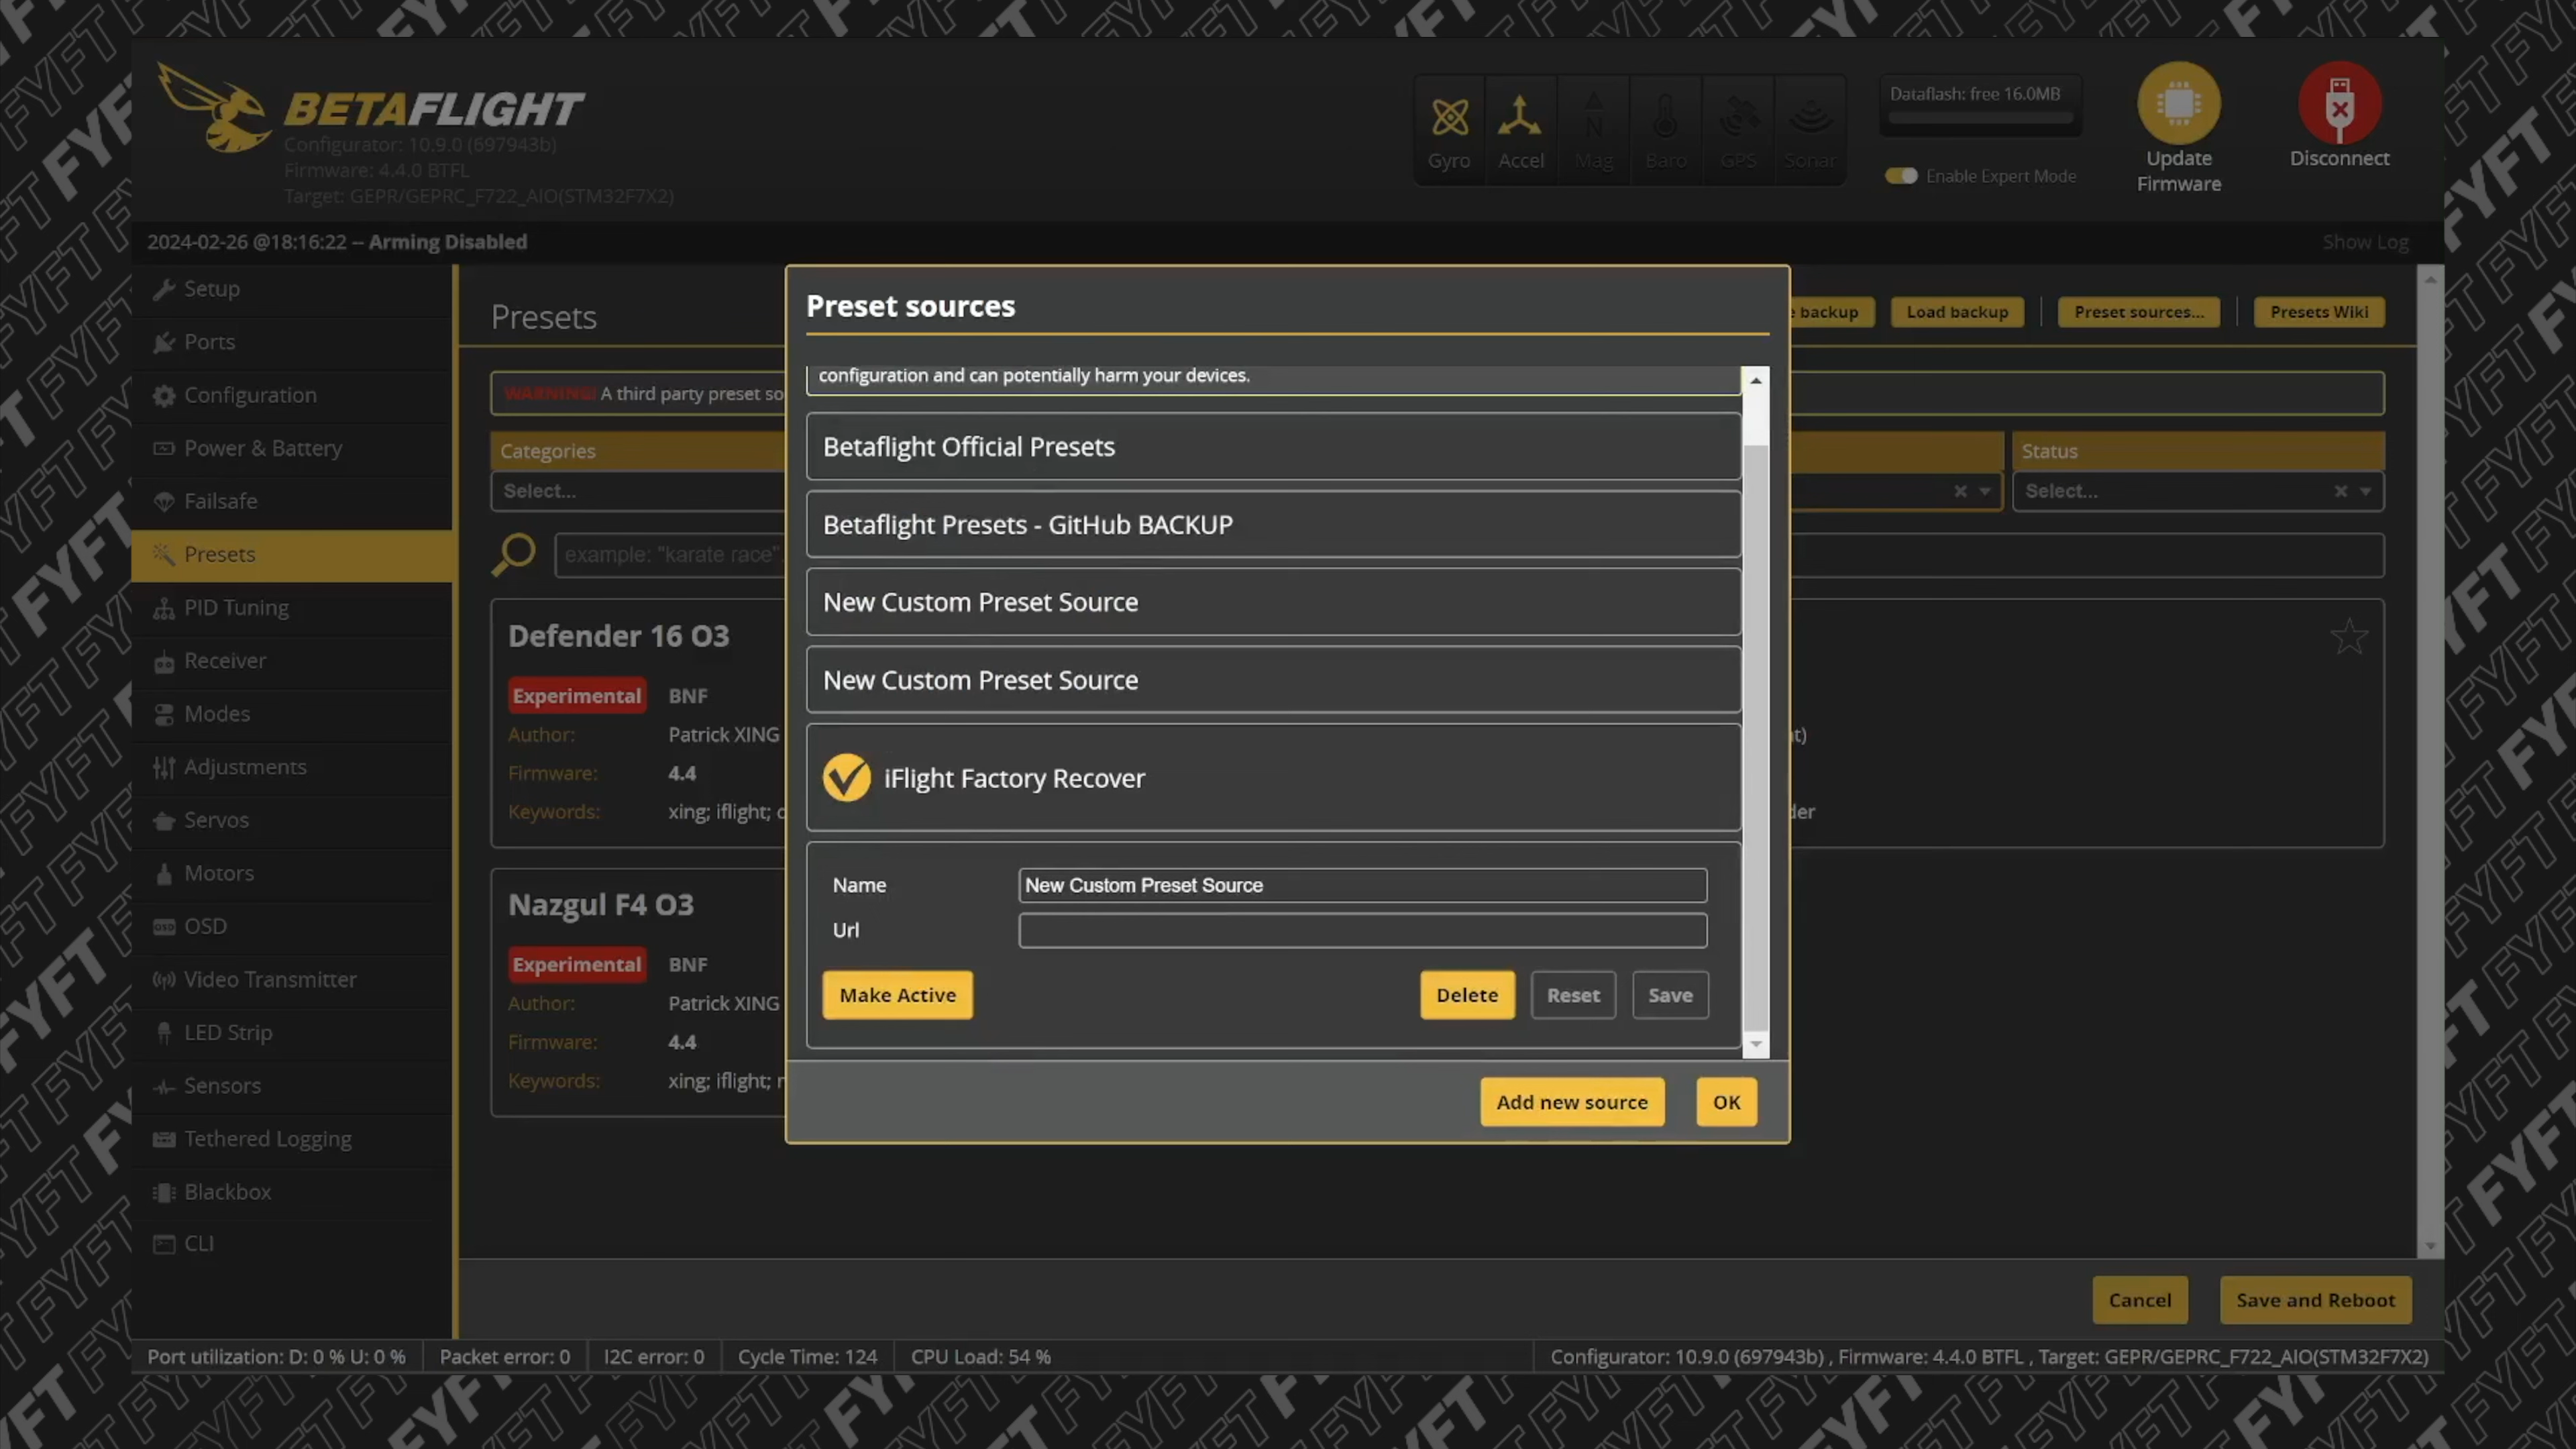 BETAFLIGHT
Configurator: 10.9.0 (697943b)
Firmware: 4.4.0 BTFL
Target: GEPR/GEPRC_F722_AIO(STM32F7X2)
Gyro
Accel
Mag
Baro
GPS
Sonar
Dataflash: free 16.0MB
Enable Expert Mode
Update
Firmware
Disconnect
2024-02-26 @18:16:22 -- Arming Disabled
Show Log
Setup
Ports
Configuration
Power & Battery
Failsafe
Presets
PID Tuning
Receiver
Modes
Adjustments
Servos
Motors
OSD
Video Transmitter
LED Strip
Sensors
Tethered Logging
Blackbox
CLI
Presets
backup
Load backup
Preset sources...
Presets Wiki
WARNING! A third party preset so
Categories
Select...
Status
Select...
example: "karate race"
Defender 16 O3
Experimental BNF
Author: Patrick XING
Firmware: 4.4
Keywords: xing; iflight;
Nazgul F4 O3
Experimental BNF
Author: Patrick XING
Firmware: 4.4
Keywords: xing; iflight;
Preset sources
configuration and can potentially harm your devices.
Betaflight Official Presets
Betaflight Presets - GitHub BACKUP
New Custom Preset Source
New Custom Preset Source
iFlight Factory Recover
Name New Custom Preset Source
Url
Make Active
Delete
Reset
Save
Add new source
OK
Cancel
Save and Reboot
Port utilization: D: 0 % U: 0 %
Packet error: 0
I2C error: 0
Cycle Time: 124
CPU Load: 54 %
Configurator: 10.9.0 (697943b) , Firmware: 4.4.0 BTFL , Target: GEPR/GEPRC_F722_AIO(STM32F7X2)
FYFT